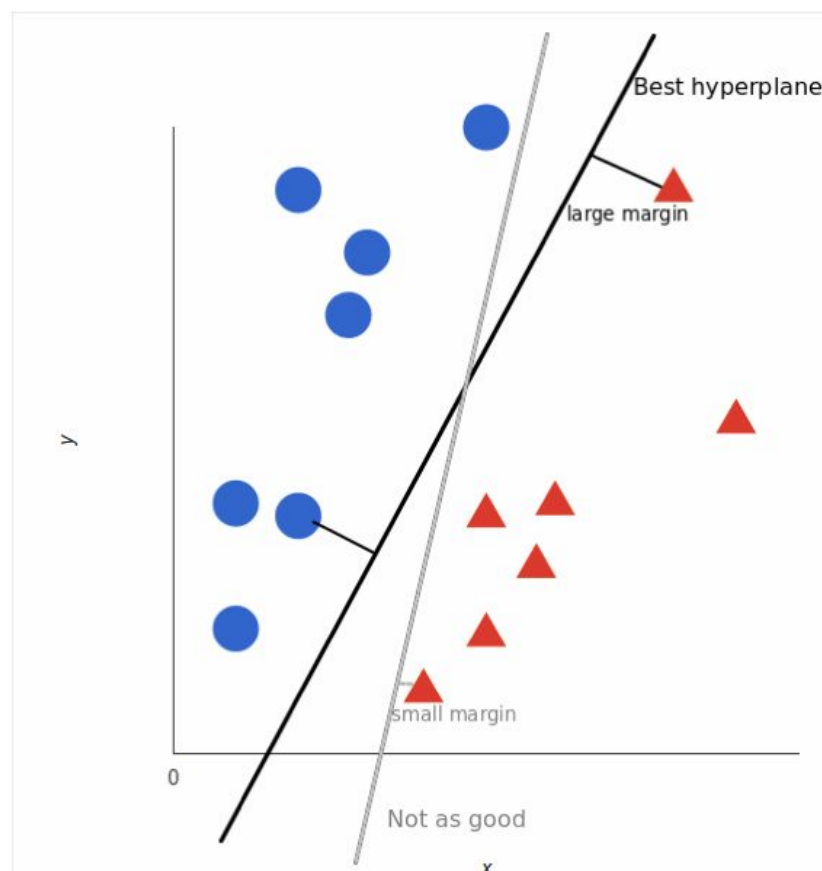 Best hyperplane
large margin
y
small margin
0
Not as good
x